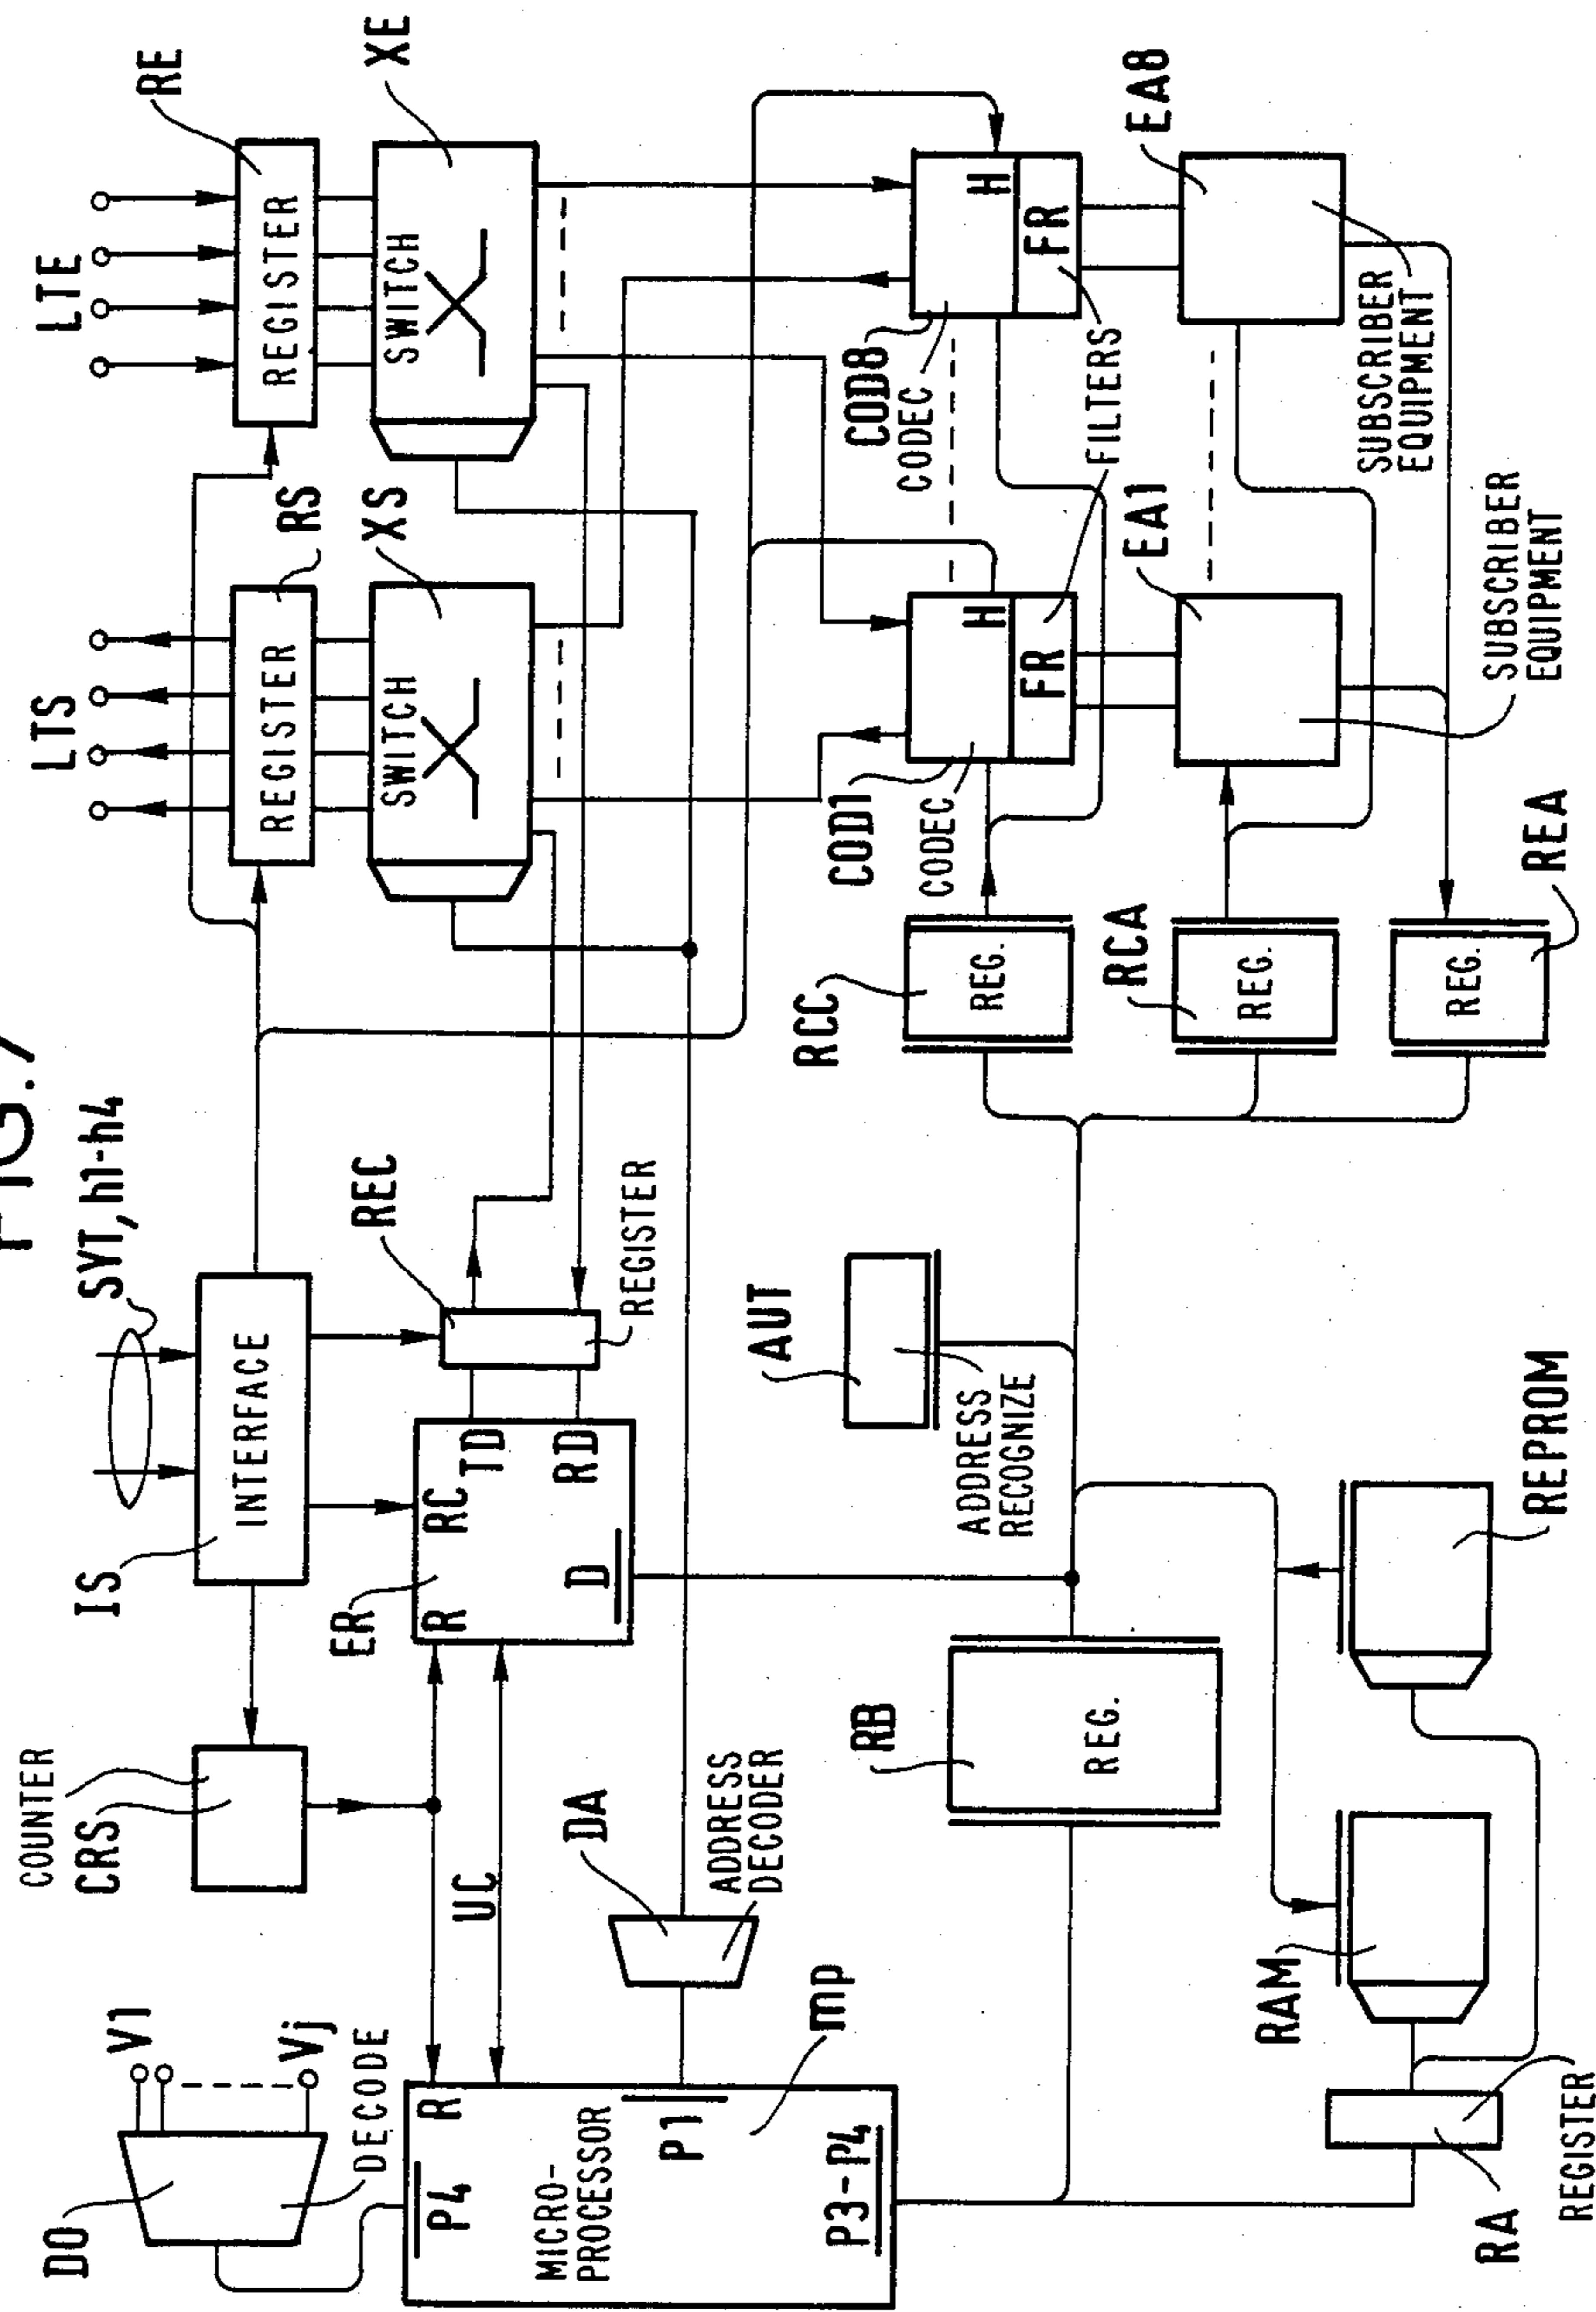 FIG.7
COUNTER
CRS
IS
SYT, h1-h4
LTS
LTE
RE
REGISTER
RS
REGISTER
XE
SWITCH
XS
SWITCH
INTERFACE
REC
REGISTER
ER
R
RC
TD
RD
D
V1
Vj
DO
DECODE
UC
DA
ADDRESS
DECODER
P4
R
MICRO-
PROCESSOR
P1
P3-P4
mp
AUT
ADDRESS
RECOGNIZE
RB
REG.
RCC
REG.
RCA
REG.
REA
REG.
COD1
CODEC
H
FR
COD8
CODEC
H
FR
FILTERS
EA1
EA8
SUBSCRIBER
EQUIPMENT
SUBSCRIBER
EQUIPMENT
RAM
REPROM
RA
REGISTER